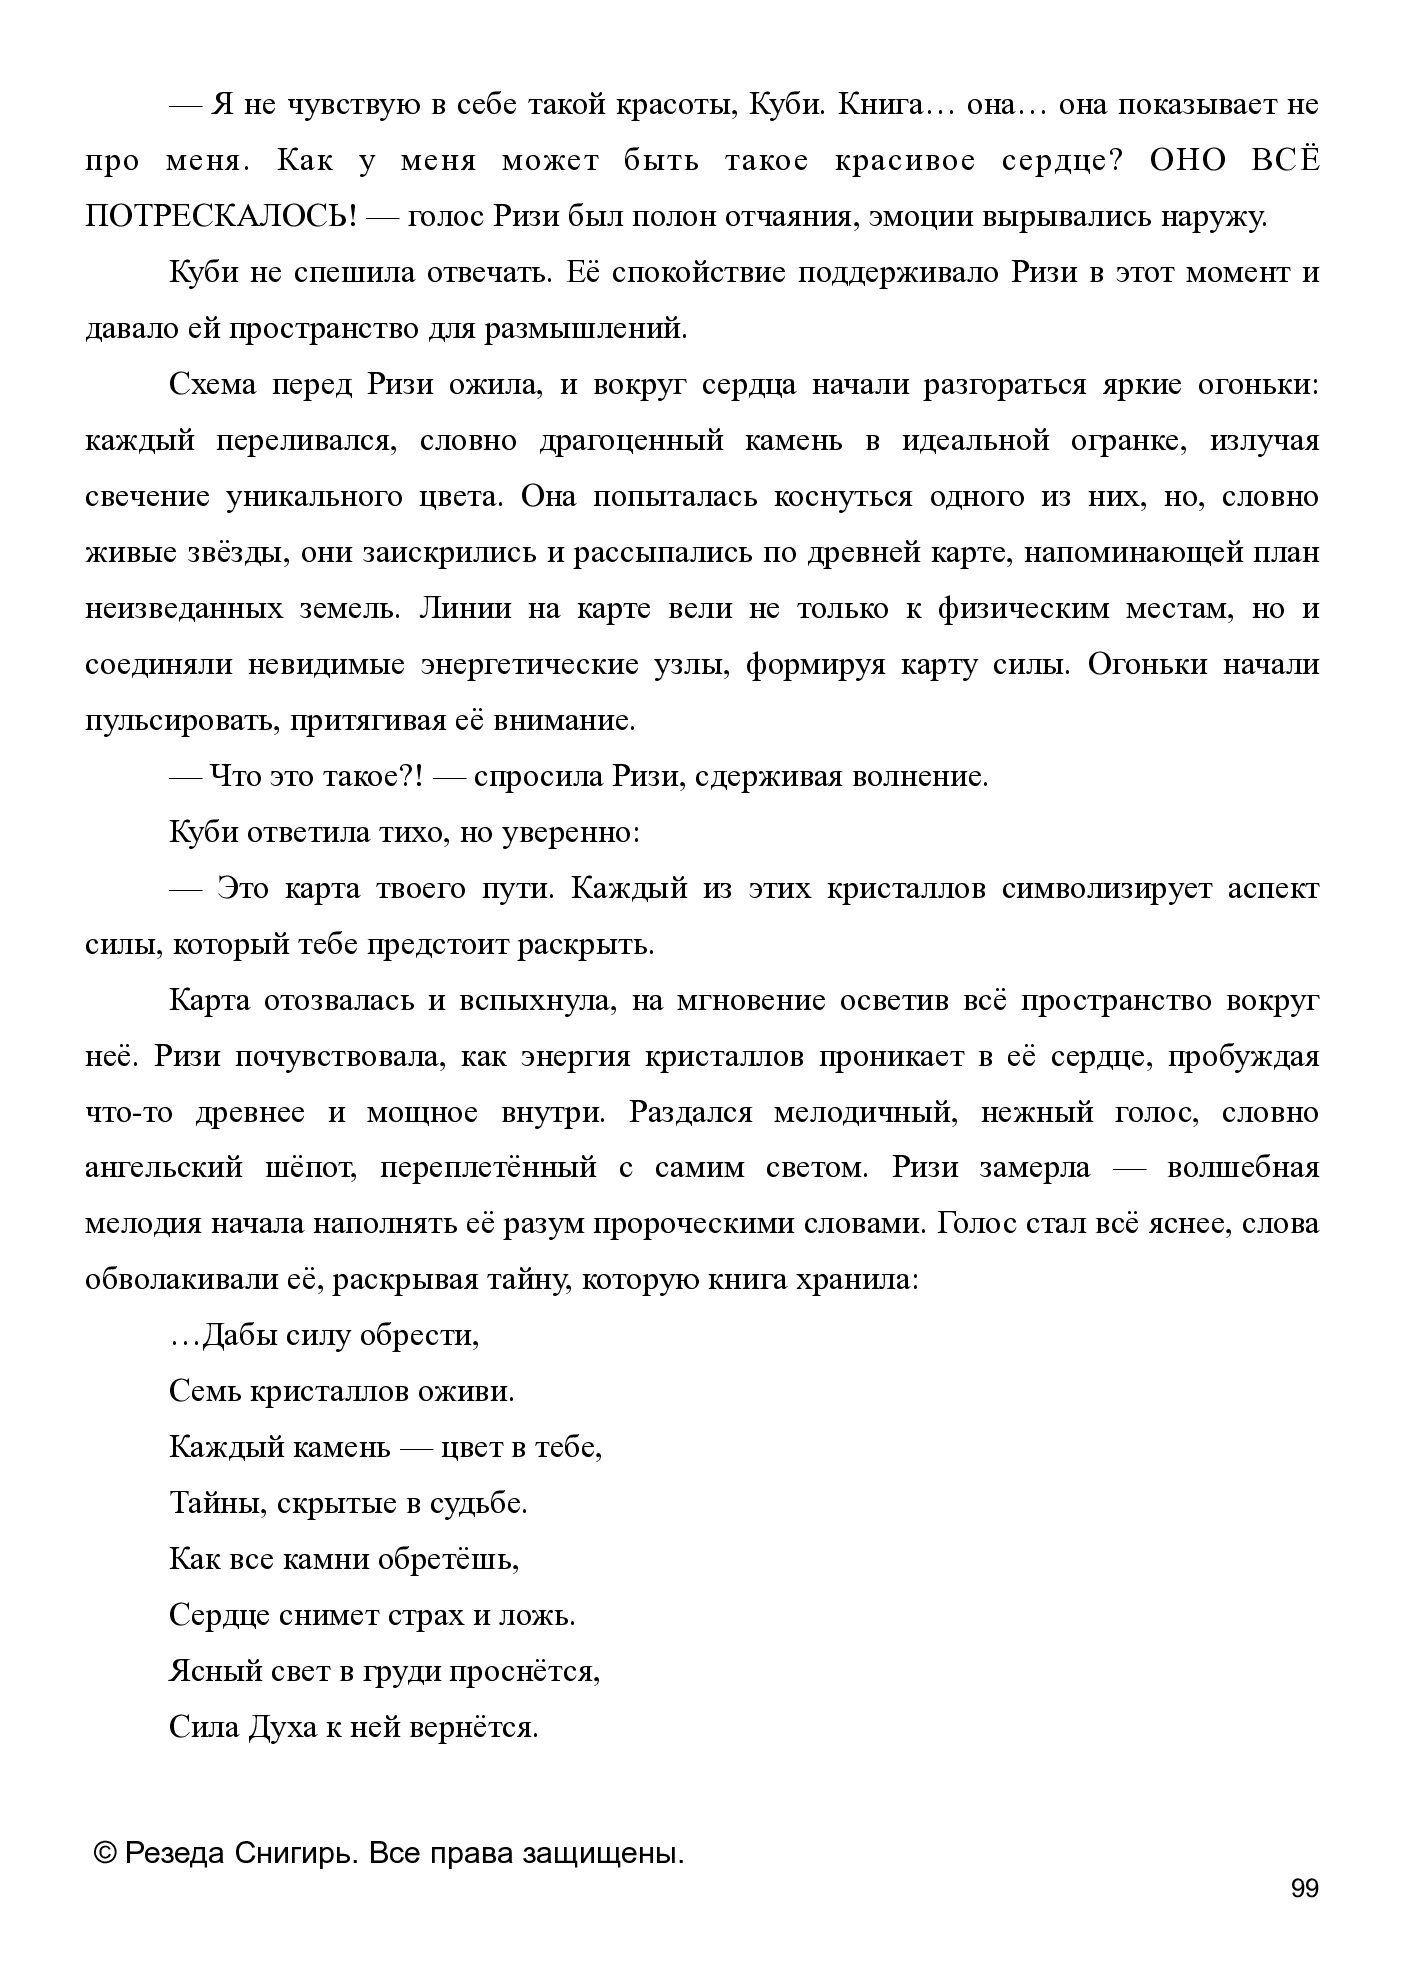 — Я не чувствую в себе такой красоты, Куби. Книга… она… она показывает не
про меня. Как у меня может быть такое красивое сердце? ОНО ВСЁ
ПОТРЕСКАЛОСЬ! — голос Ризи был полон отчаяния, эмоции вырывались наружу.
Куби не спешила отвечать. Её спокойствие поддерживало Ризи в этот момент и
давало ей пространство для размышлений.
Схема перед Ризи ожила, и вокруг сердца начали разгораться яркие огоньки:
каждый переливался, словно драгоценный камень в идеальной огранке, излучая
свечение уникального цвета. Она попыталась коснуться одного из них, но, словно
живые звёзды, они заискрились и рассыпались по древней карте, напоминающей план
неизведанных земель. Линии на карте вели не только к физическим местам, но и
соединяли невидимые энергетические узлы, формируя карту силы. Огоньки начали
пульсировать, притягивая её внимание.
— Что это такое?! — спросила Ризи, сдерживая волнение.
Куби ответила тихо, но уверенно:
— Это карта твоего пути. Каждый из этих кристаллов символизирует аспект
силы, который тебе предстоит раскрыть.
Карта отозвалась и вспыхнула, на мгновение осветив всё пространство вокруг
неё. Ризи почувствовала, как энергия кристаллов проникает в её сердце, пробуждая
что-то древнее и мощное внутри. Раздался мелодичный, нежный голос, словно
ангельский шёпот, переплетённый с самим светом. Ризи замерла — волшебная
мелодия начала наполнять её разум пророческими словами. Голос стал всё яснее, слова
обволакивали её, раскрывая тайну, которую книга хранила:
…Дабы силу обрести,
Семь кристаллов оживи.
Каждый камень — цвет в тебе,
Тайны, скрытые в судьбе.
Как все камни обретёшь,
Сердце снимет страх и ложь.
Ясный свет в груди проснётся,
Сила Духа к ней вернётся.
© Резеда Снигирь. Все права защищены.
99